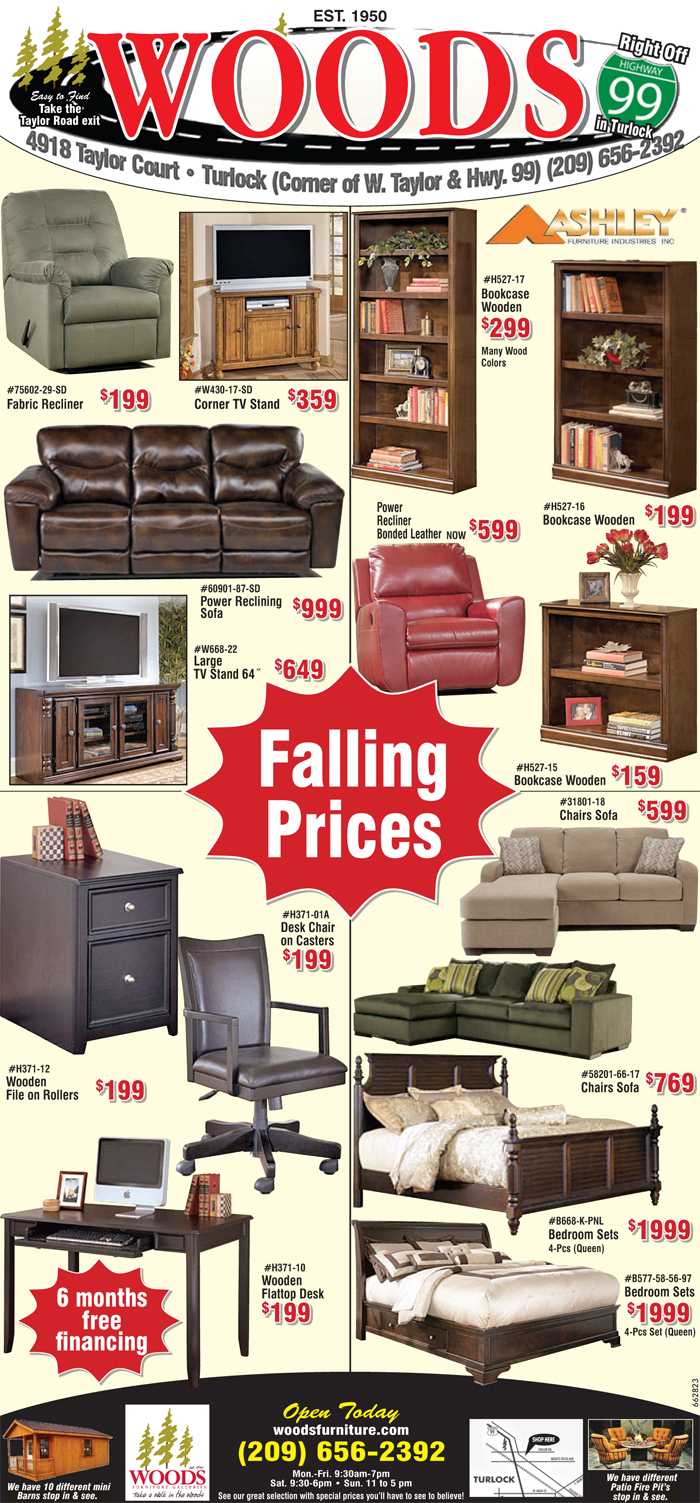 EST. 1950
WOODS
Easy to Find
Take the
Taylor Road exit
Right Off
HIGHWAY
99
in Turlock
4918 Taylor Court • Turlock (Corner of W. Taylor & Hwy. 99) (209) 656-2392
ASHLEY®
FURNITURE INDUSTRIES INC
#75602-29-SD
Fabric Recliner $199
#W430-17-SD
Corner TV Stand $359
#H527-17
Bookcase
Wooden
$299
Many Wood
Colors
#H527-16
Bookcase Wooden $199
Power
Recliner
Bonded Leather NOW $599
#60901-87-SD
Power Reclining
Sofa $999
#W668-22
Large
TV Stand 64˝ $649
#H527-15
Bookcase Wooden $159
Falling
Prices
#31801-18
Chairs Sofa $599
#H371-01A
Desk Chair
on Casters
$199
#H371-12
Wooden
File on Rollers $199
#58201-66-17
Chairs Sofa $769
#B668-K-PNL
Bedroom Sets $1999
4-Pcs (Queen)
#H371-10
Wooden
Flattop Desk
$199
#B577-58-56-97
Bedroom Sets
$1999
4-Pcs Set (Queen)
6 months
free
financing
662823
We have 10 different mini
Barns stop in & see.
WOODS
FURNITURE GALLERIES
Take a Walk in the Woods
Open Today
woodsfurniture.com
(209) 656-2392
Mon.-Fri. 9:30am-7pm
Sat. 9:30-6pm • Sun. 11 to 5 pm
See our great selection with special prices you'll have to see to believe!
99
SHOP HERE
TURLOCK
We have different
Patio Fire Pit's
stop in & see.